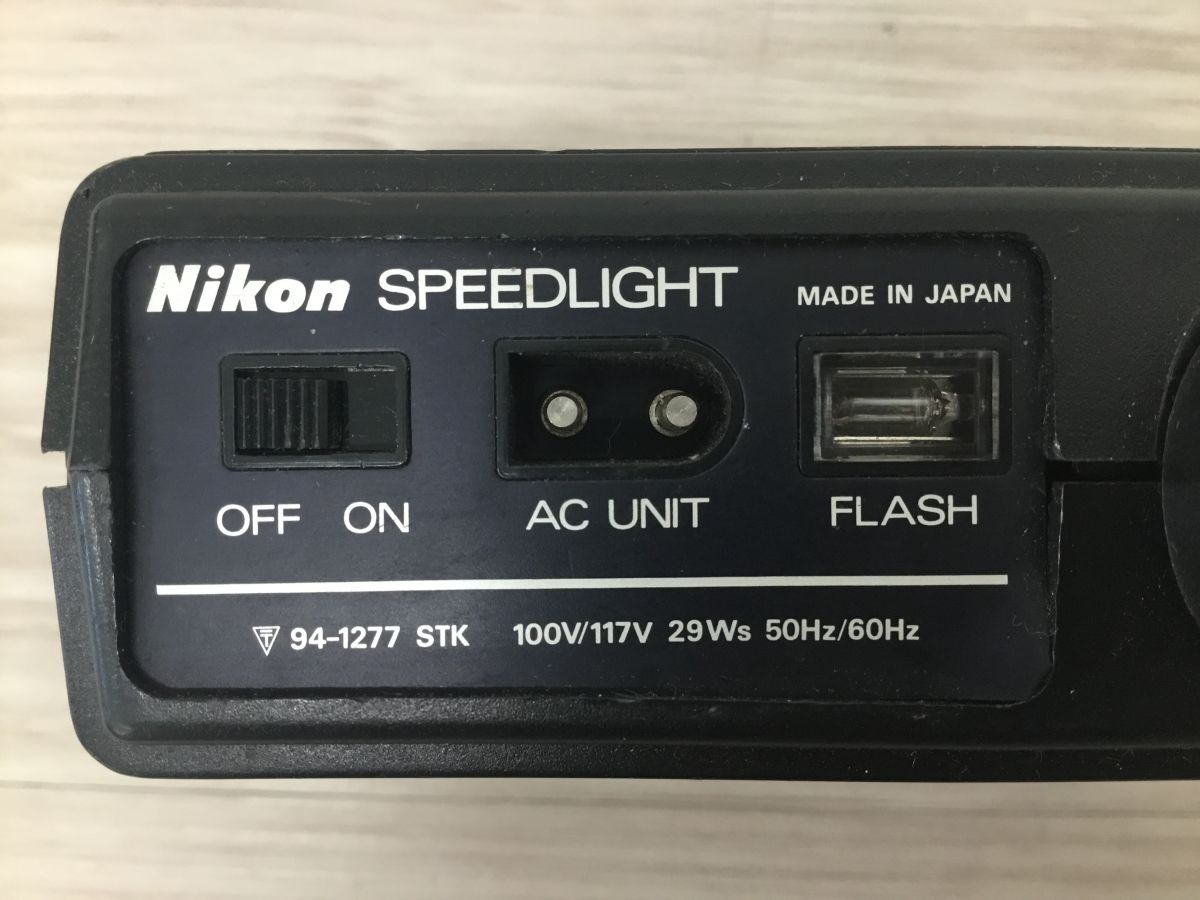 Nikon SPEEDLIGHT MADE IN JAPAN
OFF ON AC UNIT FLASH
94-1277 STK 100V/117V 29Ws 50Hz/60Hz